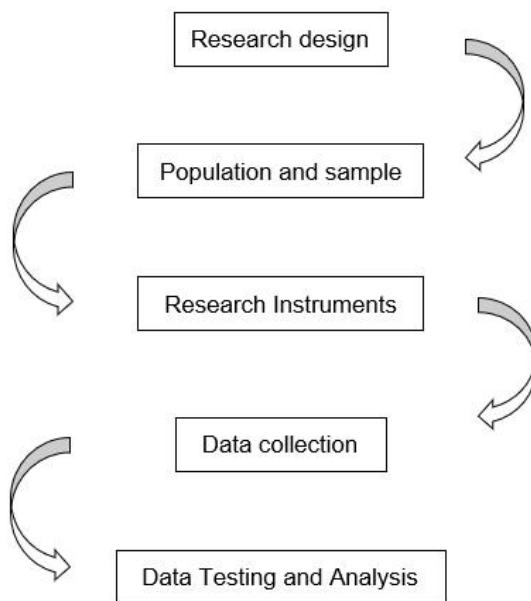 Research design
Population and sample
Research Instruments
Data collection
Data Testing and Analysis